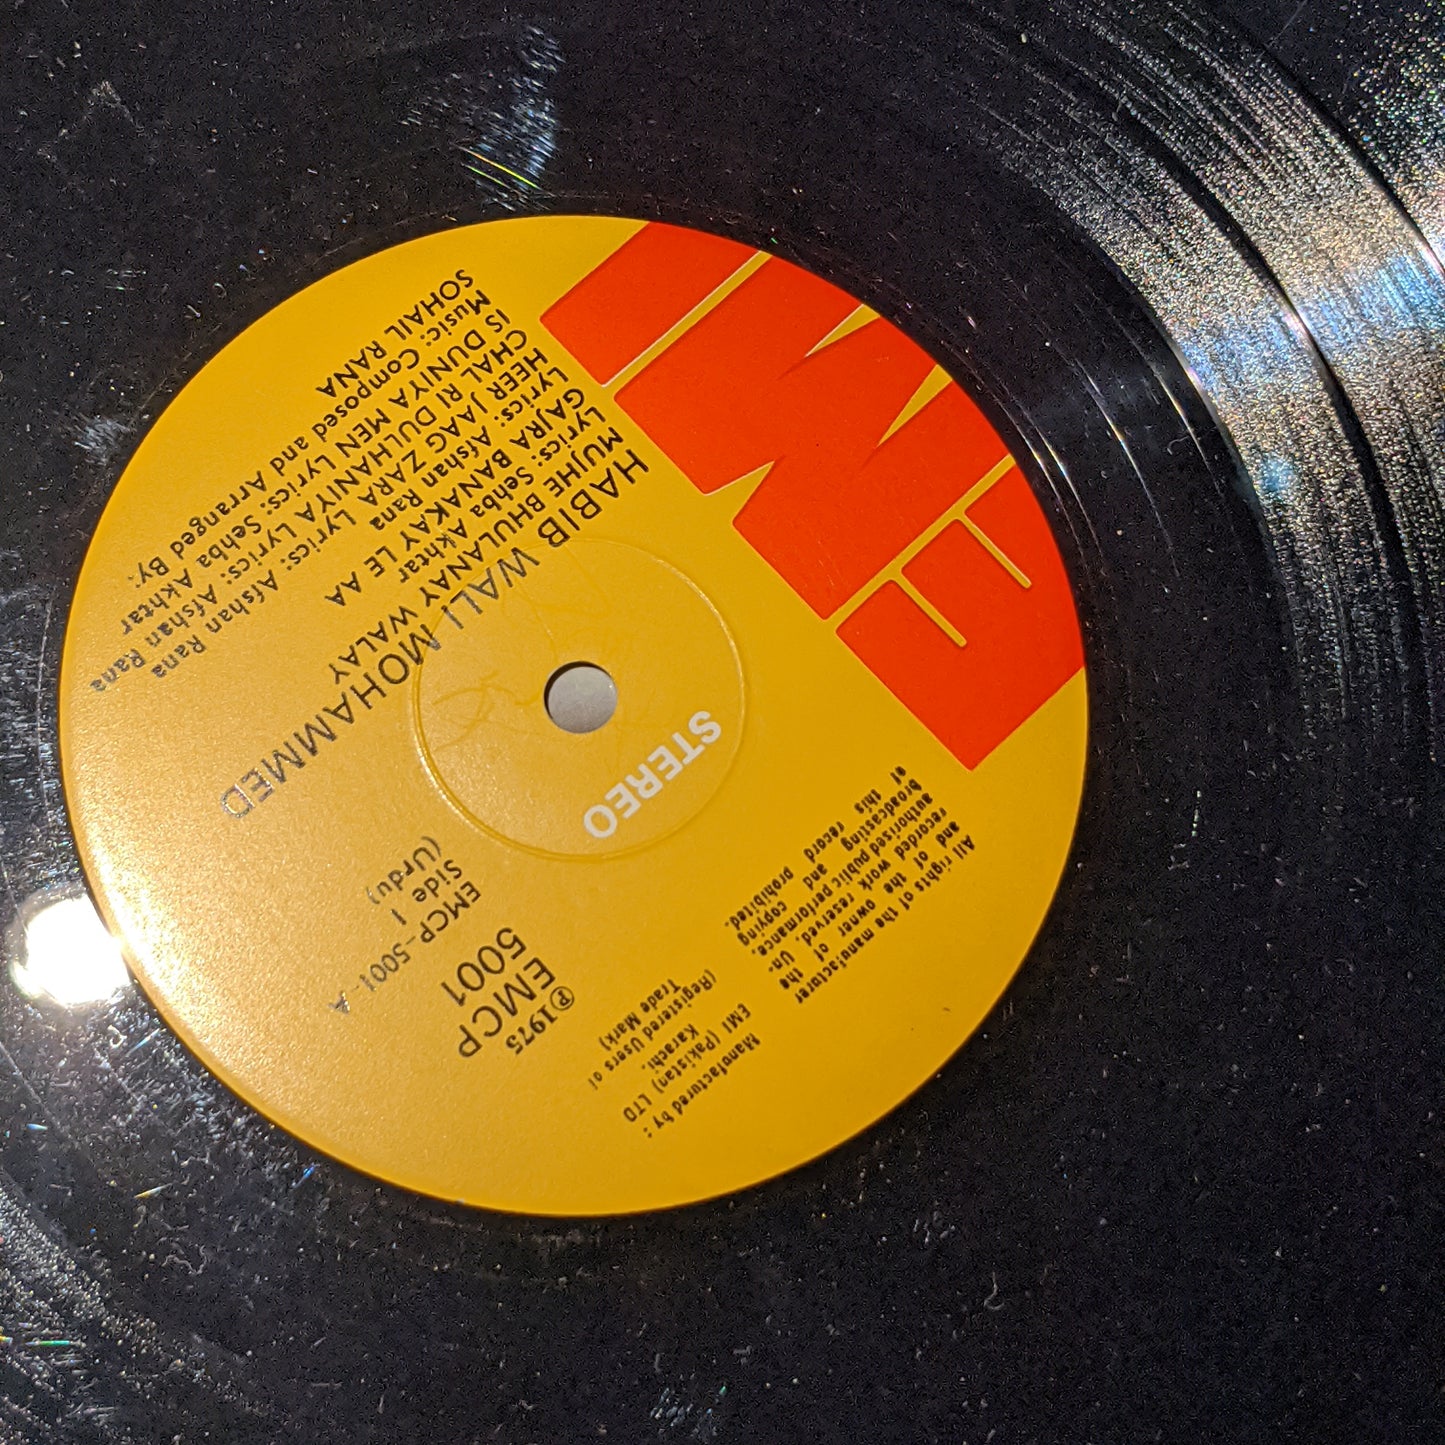 EMI
All rights of the manufacturer
and of the owner of the
recorded work reserved. Un-
authorised public performance,
broadcasting and copying
of this record prohibited.
Manufactured by :
EMI (Pakistan) LTD
Karachi.
(Registered Users of
Trade Mark)
STEREO
℗1975
EMCP
5001
EMCP-5001-A
Side 1
(Urdu)
HABIB WALI MOHAMMED
MUJHE BHULANAY WALAY
Lyrics: Sehba Akhtar
GAJRA BANAKAY LE AA
Lyrics: Afshan Rana
HEER JAAG ZARA Lyrics: Afshan Rana
CHAL RI DULHANIYA Lyrics: Afshan Rana
IS DUNIYA MEN Lyrics: Sehba Akhtar
Music: Composed and Arranged By:
SOHAIL RANA